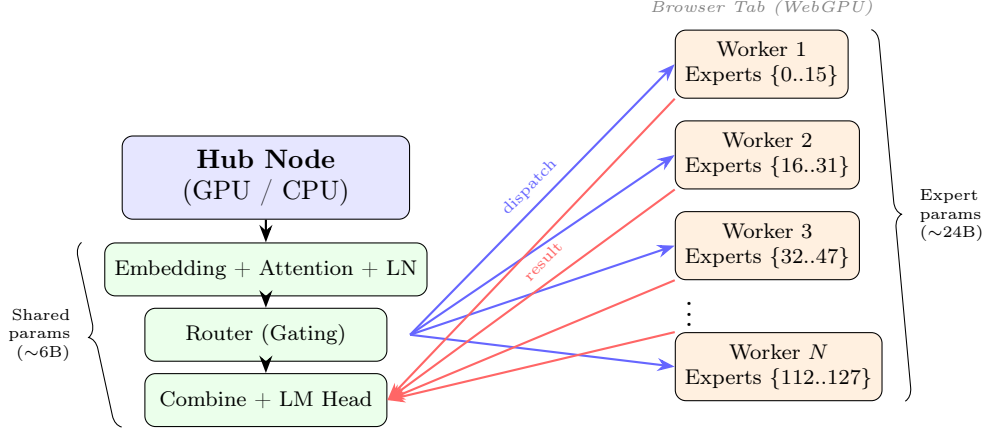 Browser Tab (WebGPU)
Worker 1
Experts {0..15}
Worker 2
Experts {16..31}
Worker 3
Experts {32..47}
⋮
Worker N
Experts {112..127}
Expert
params
(∼24B)
dispatch
result
Hub Node
(GPU / CPU)
Embedding + Attention + LN
Router (Gating)
Combine + LM Head
Shared
params
(∼6B)